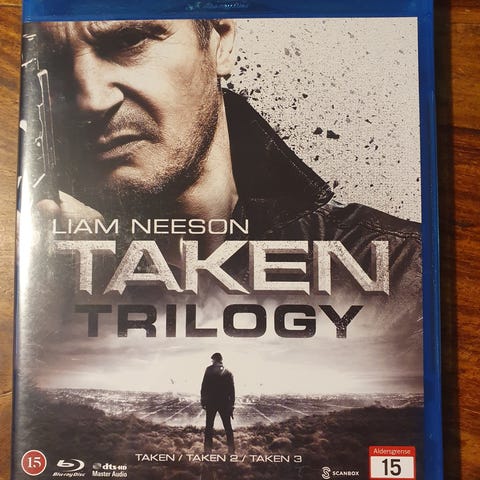 LIAM NEESON
TAKEN
TRILOGY
TAKEN / TAKEN 2 / TAKEN 3
15
Blu-ray Disc
dts-HD
Master Audio
SCANBOX
Aldersgrense
15